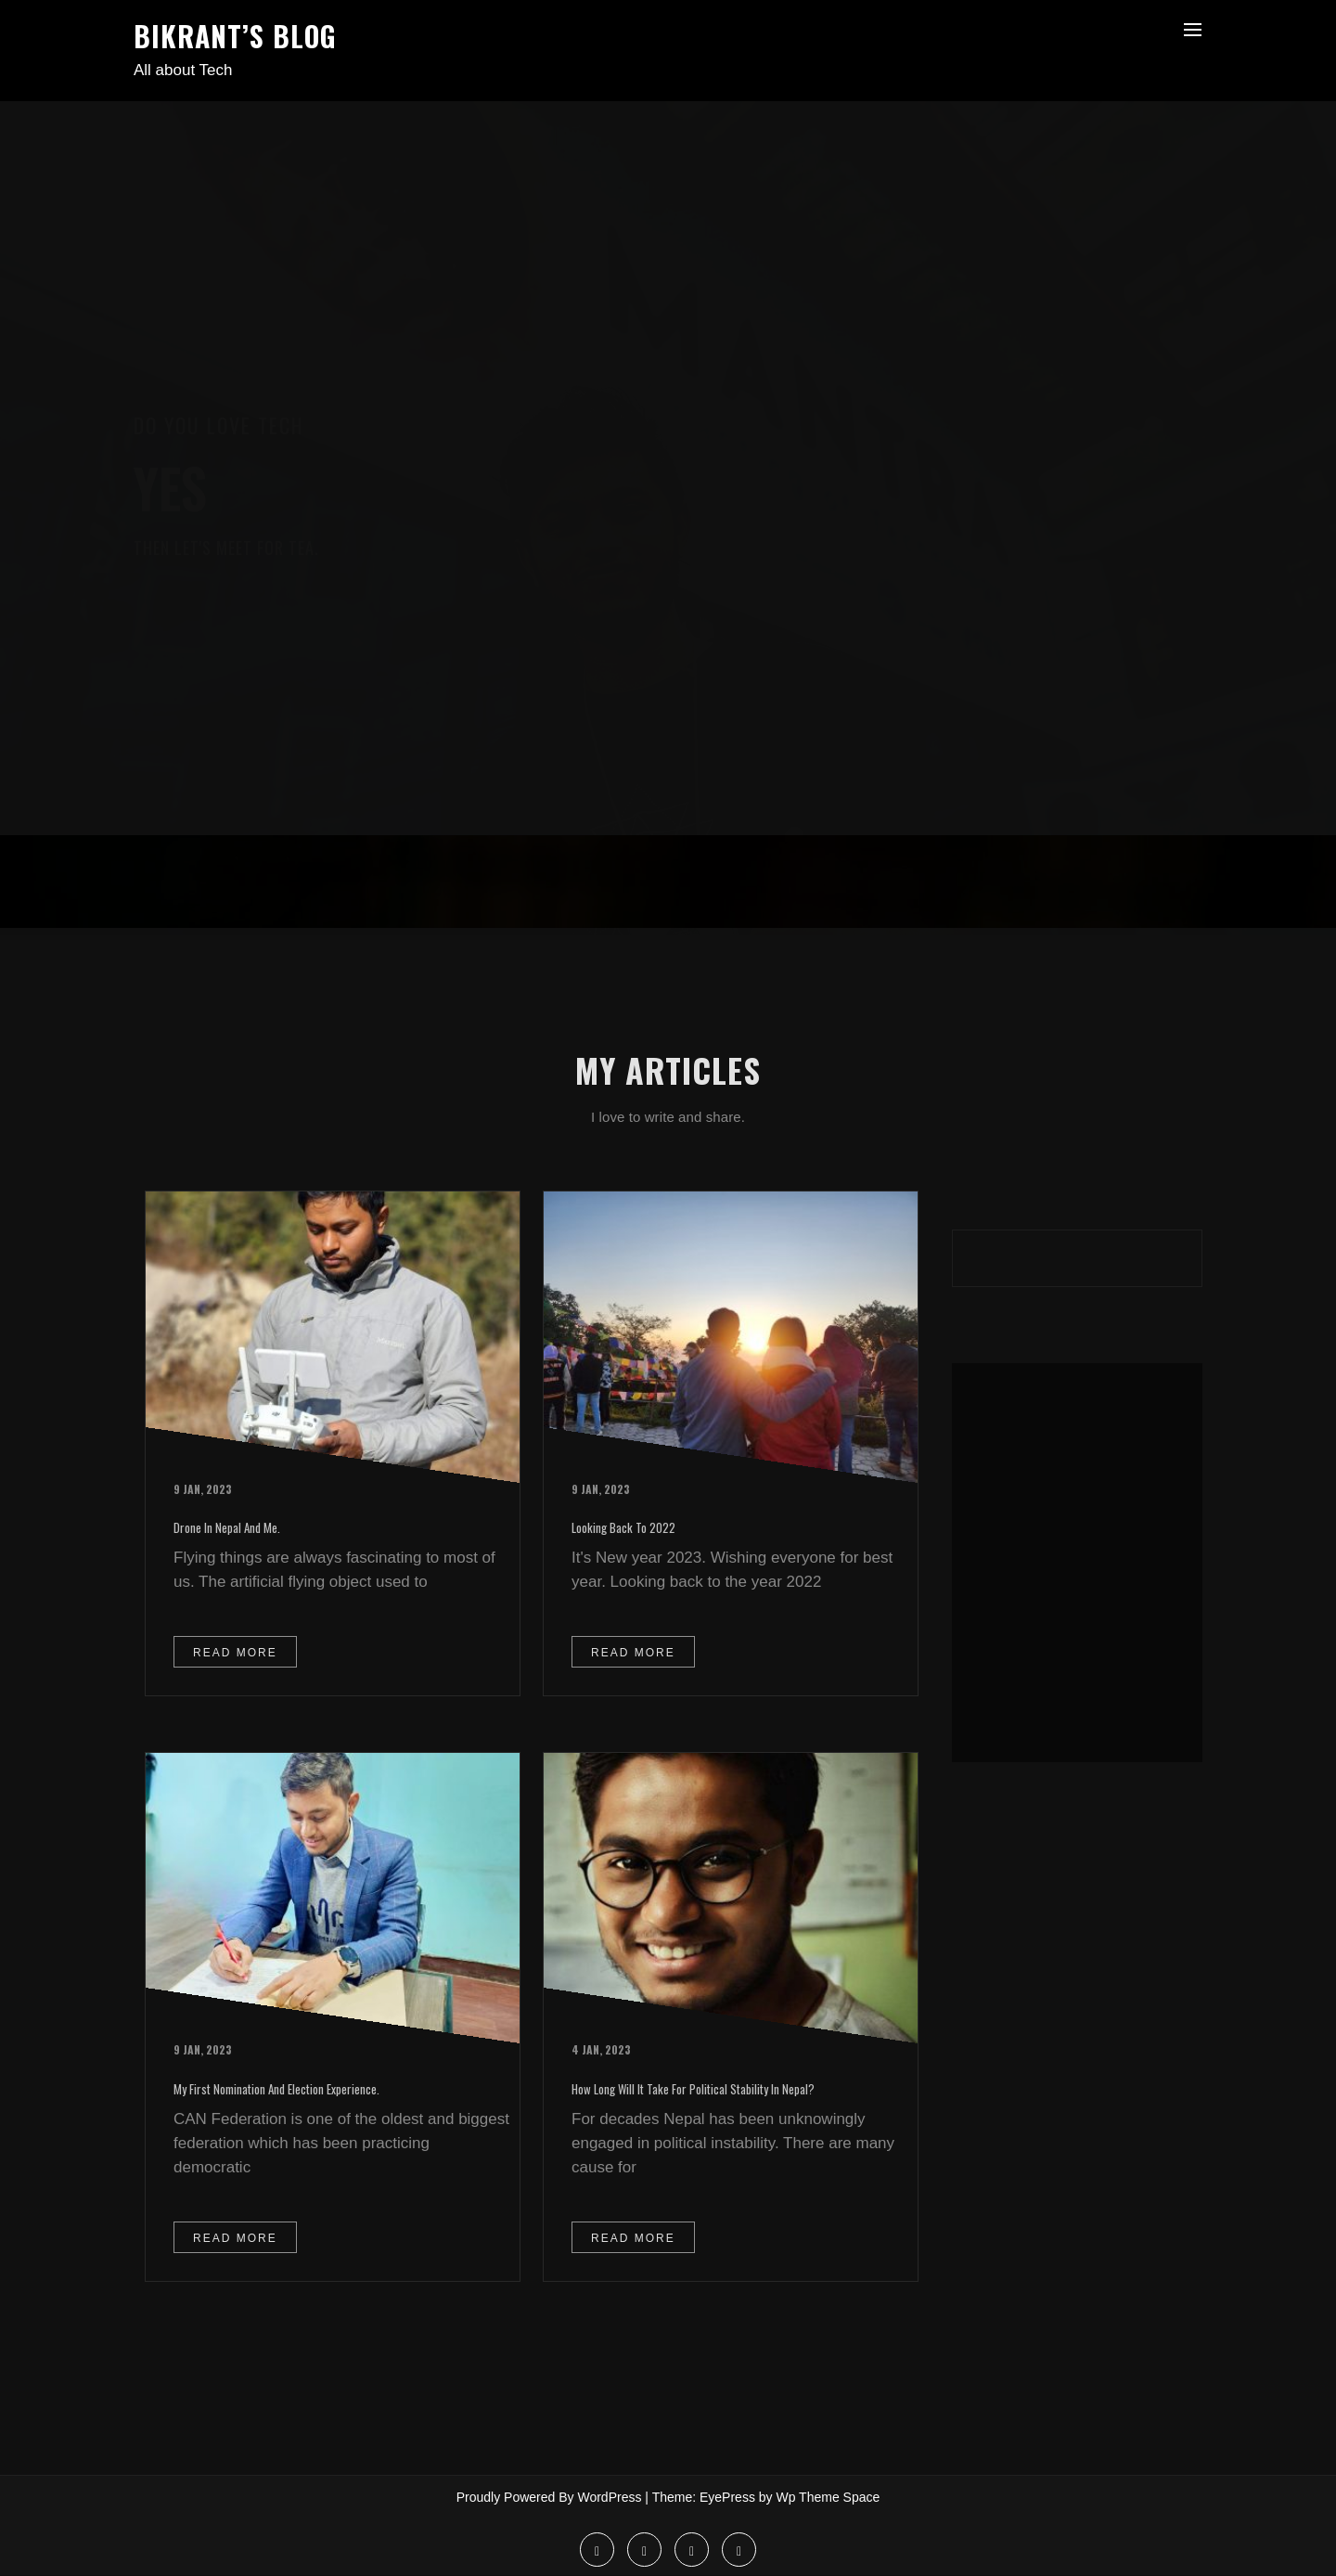 BIKRANT’S BLOG
All about Tech
DO YOU LOVE TECH
YES
MY ARTICLES
I love to write and share.
9 JAN, 2023
Drone In Nepal And Me.
Flying things are always fascinating to most of
us. The artificial flying object used to
READ MORE
9 JAN, 2023
Looking Back To 2022
It's New year 2023. Wishing everyone for best
year. Looking back to the year 2022
READ MORE
9 JAN, 2023
My First Nomination And Election Experience.
CAN Federation is one of the oldest and biggest
federation which has been practicing
democratic
READ MORE
4 JAN, 2023
How Long Will It Take For Political Stability In Nepal?
For decades Nepal has been unknowingly
engaged in political instability. There are many
cause for
READ MORE
Proudly Powered By WordPress | Theme: EyePress by Wp Theme Space